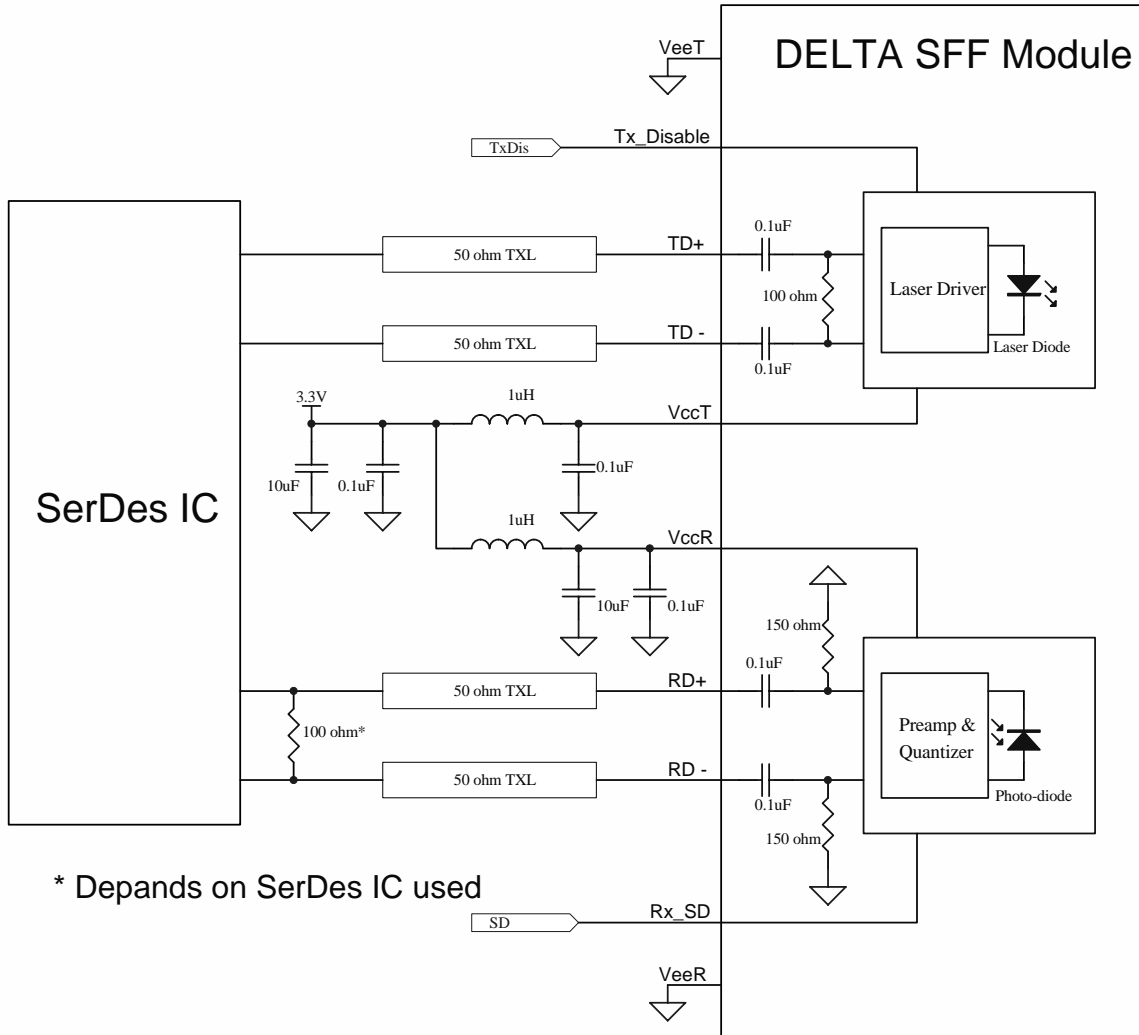 VeeT
DELTA SFF Module
TxDis
Tx_Disable
0.1uF
50 ohm TXL
TD+
100 ohm
Laser Driver
50 ohm TXL
TD -
0.1uF
Laser Diode
3.3V
1uH
VccT
10uF
0.1uF
0.1uF
SerDes IC
1uH
VccR
10uF
0.1uF
150 ohm
0.1uF
50 ohm TXL
RD+
100 ohm*
Preamp &
Quantizer
50 ohm TXL
RD -
0.1uF
Photo-diode
150 ohm
* Depands on SerDes IC used
SD
Rx_SD
VeeR